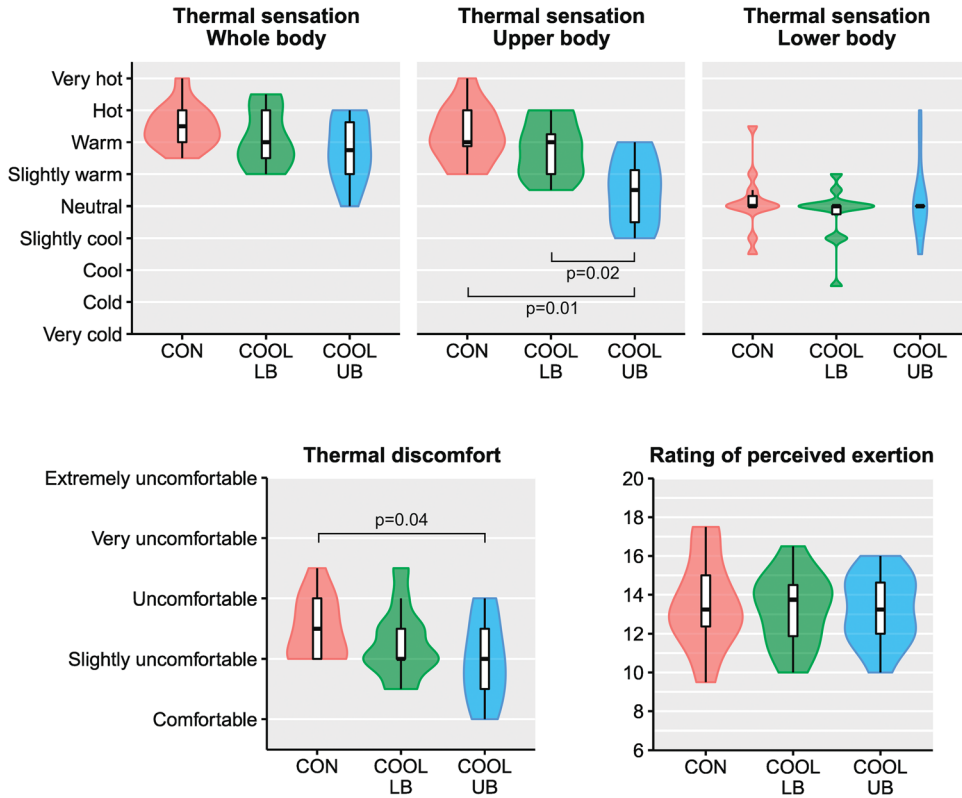 Thermal sensation
Whole body
Thermal sensation
Upper body
Thermal sensation
Lower body
Very hot
Hot
Warm
Slightly warm
Neutral
Slightly cool
Cool
Cold
Very cold
p=0.02
p=0.01
CON
COOL
LB
COOL
UB
CON
COOL
LB
COOL
UB
CON
COOL
LB
COOL
UB
Thermal discomfort
Extremely uncomfortable
Very uncomfortable
Uncomfortable
Slightly uncomfortable
Comfortable
p=0.04
CON
COOL
LB
COOL
UB
Rating of perceived exertion
20
18
16
14
12
10
8
6
CON
COOL
LB
COOL
UB